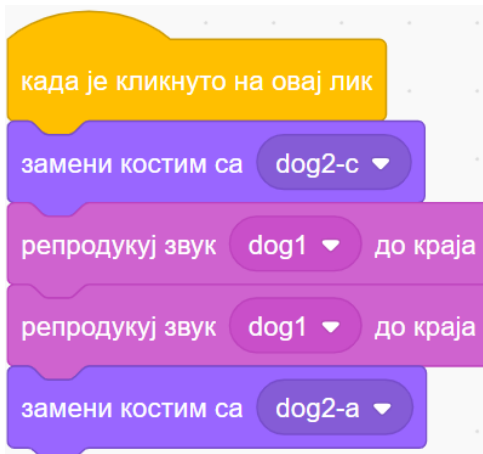 када је кликнуто на овај лик
замени костим са dog2-c
репродукуј звук dog1 до краја
репродукуј звук dog1 до краја
замени костим са dog2-a